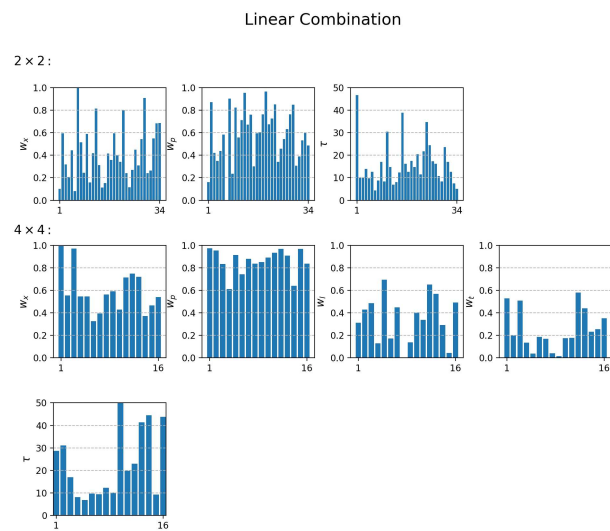 Linear Combination
2 × 2 :
1.0 0.8 0.6 0.4 0.2 0.0 w_x 1 34
1.0 0.8 0.6 0.4 0.2 0.0 w_p 1 34
50 40 30 20 10 0 τ 1 34
4 × 4 :
1.0 0.8 0.6 0.4 0.2 0.0 w_x 1 16
1.0 0.8 0.6 0.4 0.2 0.0 w_p 1 16
1.0 0.8 0.6 0.4 0.2 0.0 w_l 1 16
1.0 0.8 0.6 0.4 0.2 0.0 w_t 1 16
50 40 30 20 10 0 τ 1 16